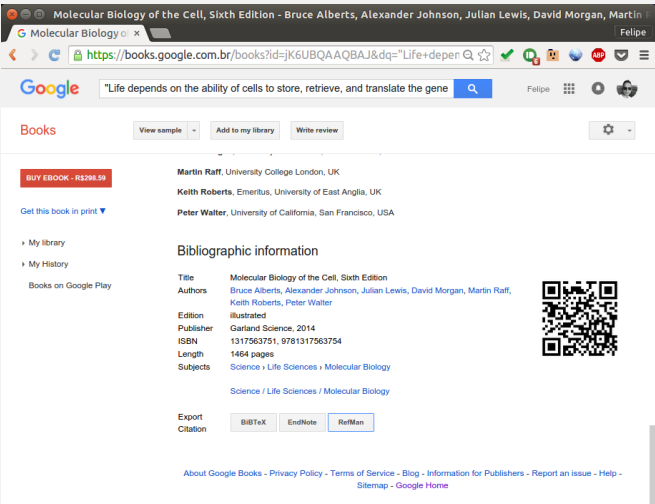 Molecular Biology of the Cell, Sixth Edition - Bruce Alberts, Alexander Johnson, Julian Lewis, David Morgan, Martin
G Molecular Biology o ×
Felipe
https://books.google.com.br/books?id=jK6UBQAAQBAJ&dq="Life+depen
ABP
Google
"Life depends on the ability of cells to store, retrieve, and translate the gene
Felipe
Books
View sample
Add to my library
Write review
BUY EBOOK - R$298.59
Get this book in print ▼
My library
My History
Books on Google Play
Martin Raff, University College London, UK
Keith Roberts, Emeritus, University of East Anglia, UK
Peter Walter, University of California, San Francisco, USA
Bibliographic information
Title Molecular Biology of the Cell, Sixth Edition
Authors Bruce Alberts, Alexander Johnson, Julian Lewis, David Morgan, Martin Raff,
Keith Roberts, Peter Walter
Edition illustrated
Publisher Garland Science, 2014
ISBN 1317563751, 9781317563754
Length 1464 pages
Subjects Science › Life Sciences › Molecular Biology
Science / Life Sciences / Molecular Biology
Export
Citation
BiBTeX EndNote RefMan
About Google Books - Privacy Policy - Terms of Service - Blog - Information for Publishers - Report an issue - Help -
Sitemap - Google Home